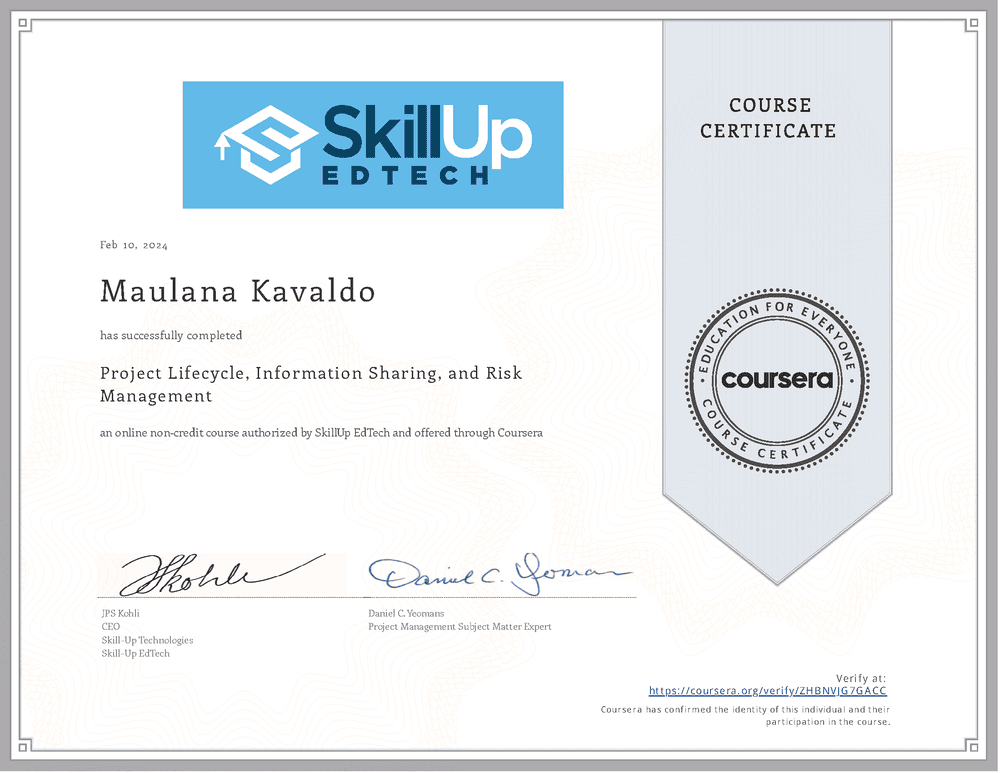 SkillUp
EDTECH
COURSE
CERTIFICATE
Feb 10, 2024
Maulana Kavaldo
has successfully completed
Project Lifecycle, Information Sharing, and Risk
Management
an online non-credit course authorized by SkillUp EdTech and offered through Coursera
EDUCATION FOR EVERYONE
coursera
COURSE CERTIFICATE
JPS Kohli
CEO
Skill-Up Technologies
Skill-Up EdTech
Daniel C. Yeomans
Project Management Subject Matter Expert
Verify at:
https://coursera.org/verify/ZHBNVJG7GACC
Coursera has confirmed the identity of this individual and their
participation in the course.